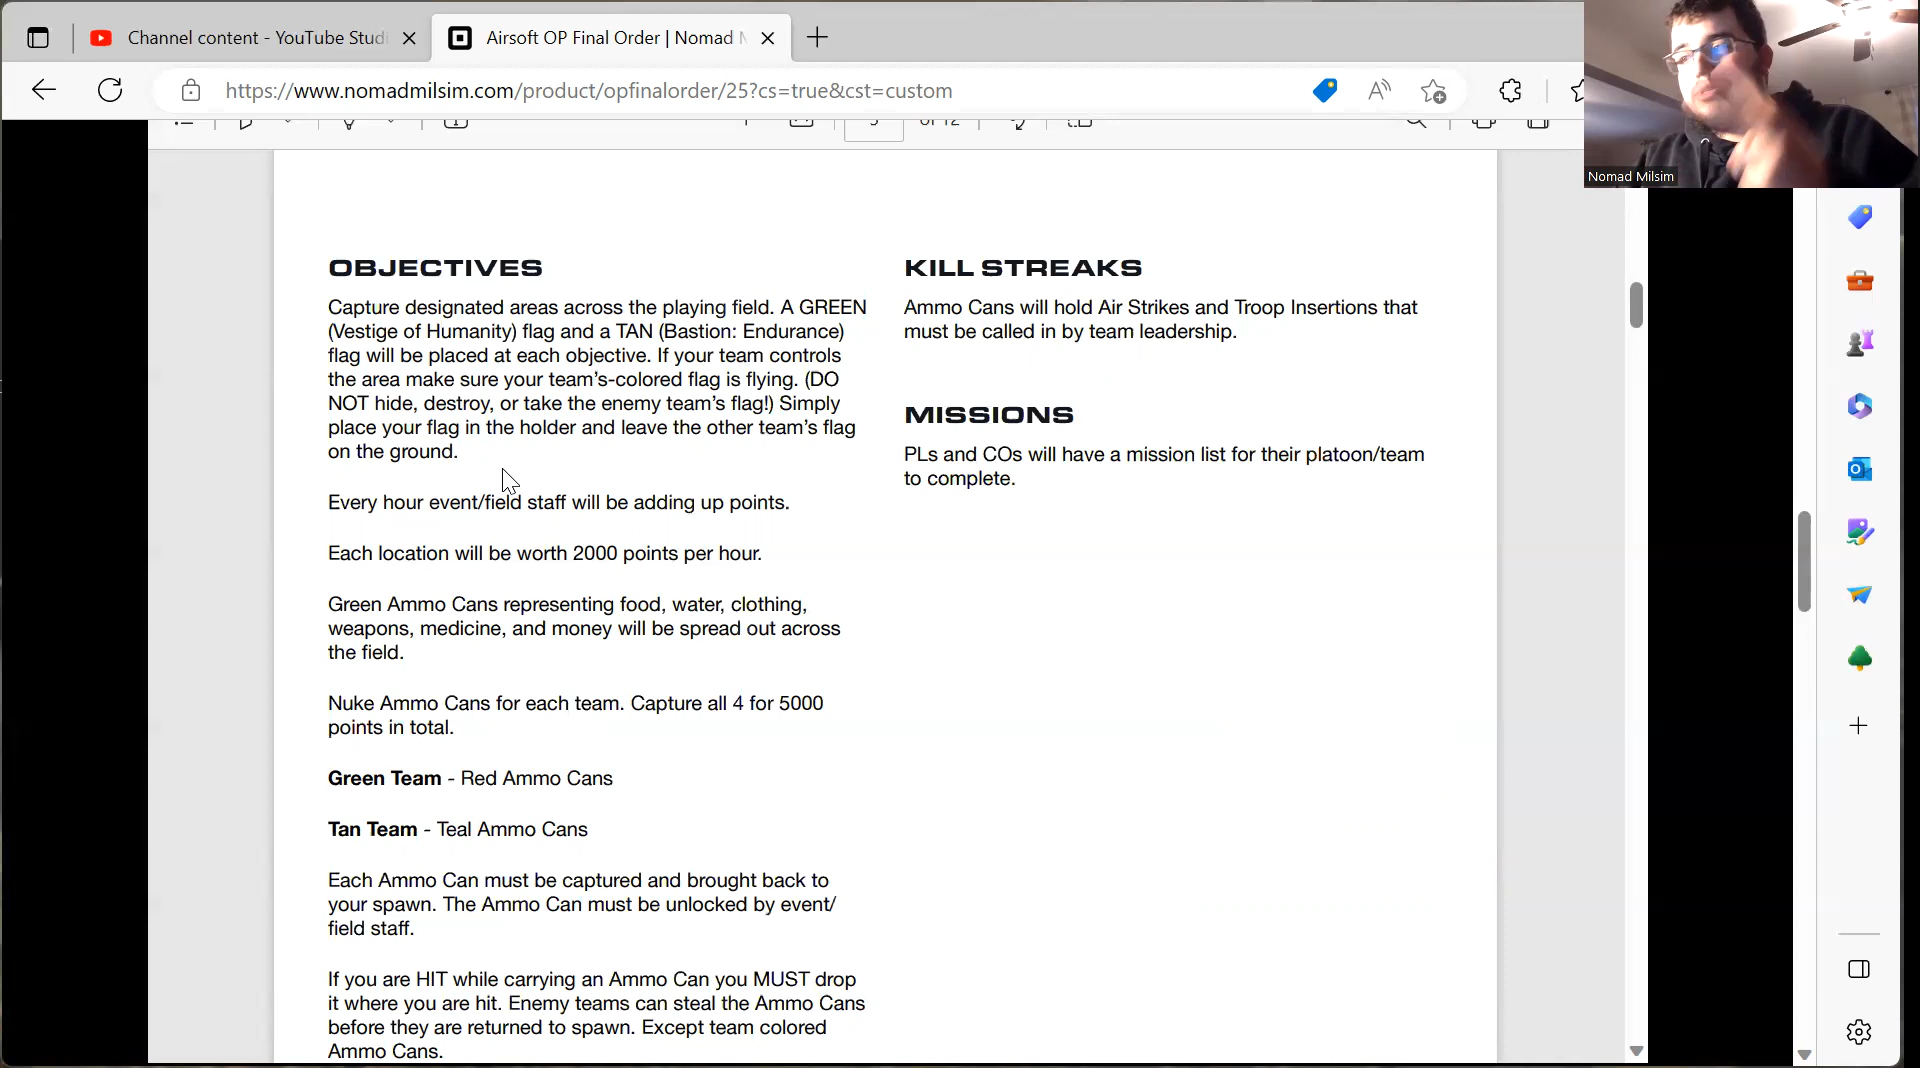 Channel content - YouTube Studi
Airsoft OP Final Order | Nomad M
https://www.nomadmilsim.com/product/opfinalorder/25?cs=true&cst=custom
of 12
Nomad Milsim
OBJECTIVES
Capture designated areas across the playing field. A GREEN
(Vestige of Humanity) flag and a TAN (Bastion: Endurance)
flag will be placed at each objective. If your team controls
the area make sure your team’s-colored flag is flying. (DO
NOT hide, destroy, or take the enemy team’s flag!) Simply
place your flag in the holder and leave the other team’s flag
on the ground.
Every hour event/field staff will be adding up points.
Each location will be worth 2000 points per hour.
Green Ammo Cans representing food, water, clothing,
weapons, medicine, and money will be spread out across
the field.
Nuke Ammo Cans for each team. Capture all 4 for 5000
points in total.
Green Team - Red Ammo Cans
Tan Team - Teal Ammo Cans
Each Ammo Can must be captured and brought back to
your spawn. The Ammo Can must be unlocked by event/
field staff.
If you are HIT while carrying an Ammo Can you MUST drop
it where you are hit. Enemy teams can steal the Ammo Cans
before they are returned to spawn. Except team colored
Ammo Cans.
KILL STREAKS
Ammo Cans will hold Air Strikes and Troop Insertions that
must be called in by team leadership.
MISSIONS
PLs and COs will have a mission list for their platoon/team
to complete.